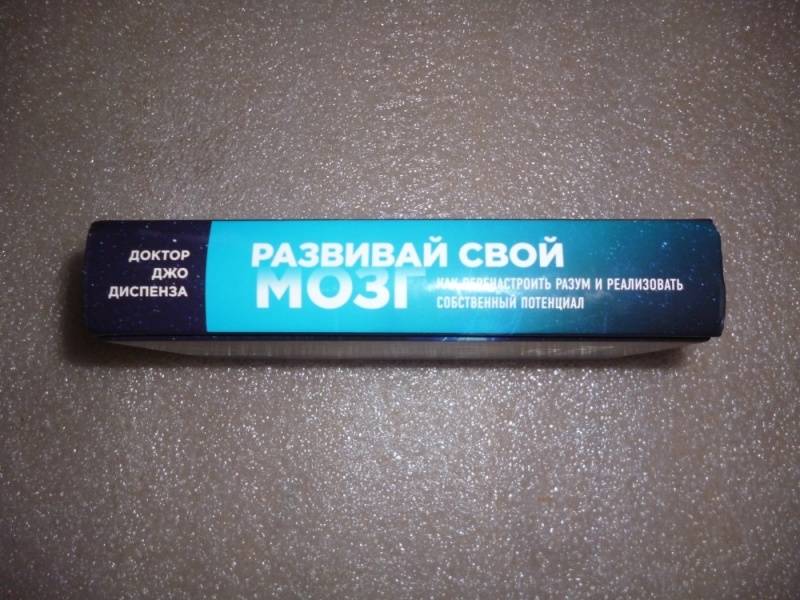 ДОКТОР
ДЖО
ДИСПЕНЗА
РАЗВИВАЙ СВОЙ
МОЗГ
КАК ПЕРЕНАСТРОИТЬ РАЗУМ И РЕАЛИЗОВАТЬ
СОБСТВЕННЫЙ ПОТЕНЦИАЛ